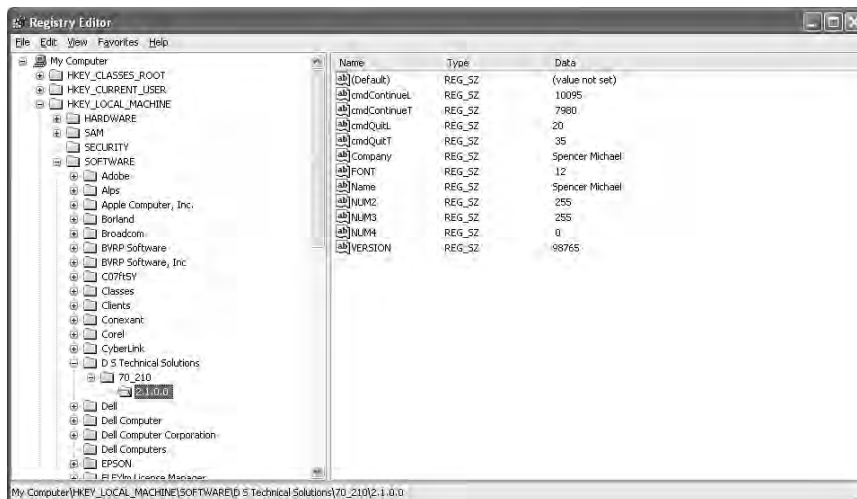 Registry Editor
File Edit View Favorites Help
My Computer
HKEY_CLASSES_ROOT
HKEY_CURRENT_USER
HKEY_LOCAL_MACHINE
HARDWARE
SAM
SECURITY
SOFTWARE
Adobe
Alps
Apple Computer, Inc.
Borland
Broadcom
BVRP Software
BVRP Software, Inc
C07ft5Y
Classes
Clients
Conexant
Corel
CyberLink
D S Technical Solutions
70_210
2.1.0.0
Dell
Dell Computer
Dell Computer Corporation
Dell Computers
EPSON
FLEXlm License Manager
Name Type Data
(Default) REG_SZ (value not set)
cmdContinueL REG_SZ 10095
cmdContinueT REG_SZ 7980
cmdQuitL REG_SZ 20
cmdQuitT REG_SZ 35
Company REG_SZ Spencer Michael
FONT REG_SZ 12
Name REG_SZ Spencer Michael
NUM2 REG_SZ 255
NUM3 REG_SZ 255
NUM4 REG_SZ 0
VERSION REG_SZ 98765
My Computer\HKEY_LOCAL_MACHINE\SOFTWARE\D S Technical Solutions\70_210\2.1.0.0